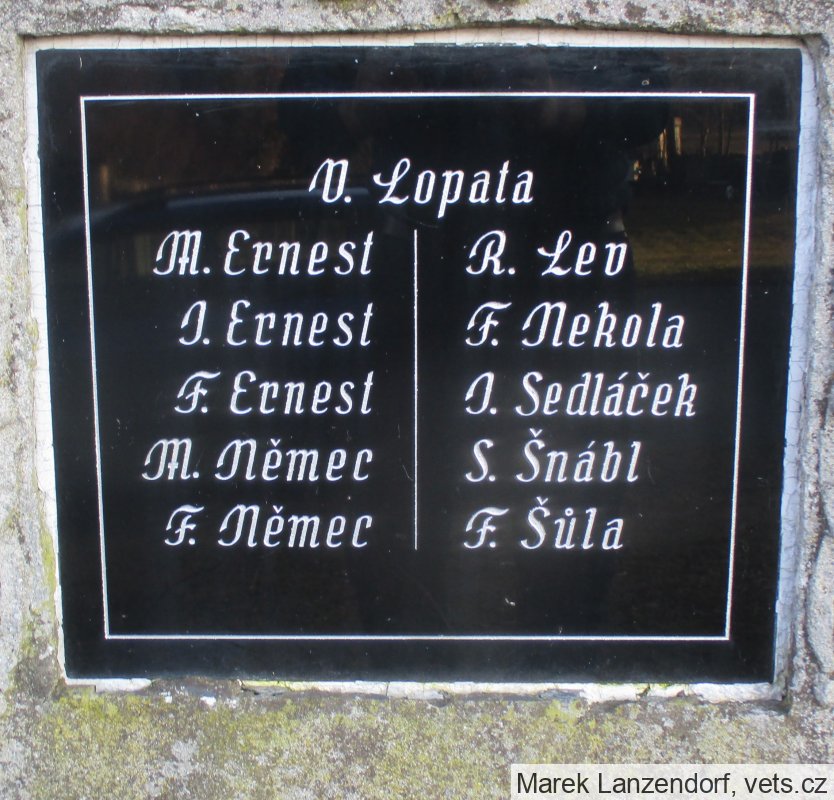 V. Lopata
M. Ernest
J. Ernest
F. Ernest
M. Němec
F. Němec
R. Lev
F. Nekola
J. Sedláček
S. Šnábl
F. Šůla
Marek Lanzendorf, vets.cz